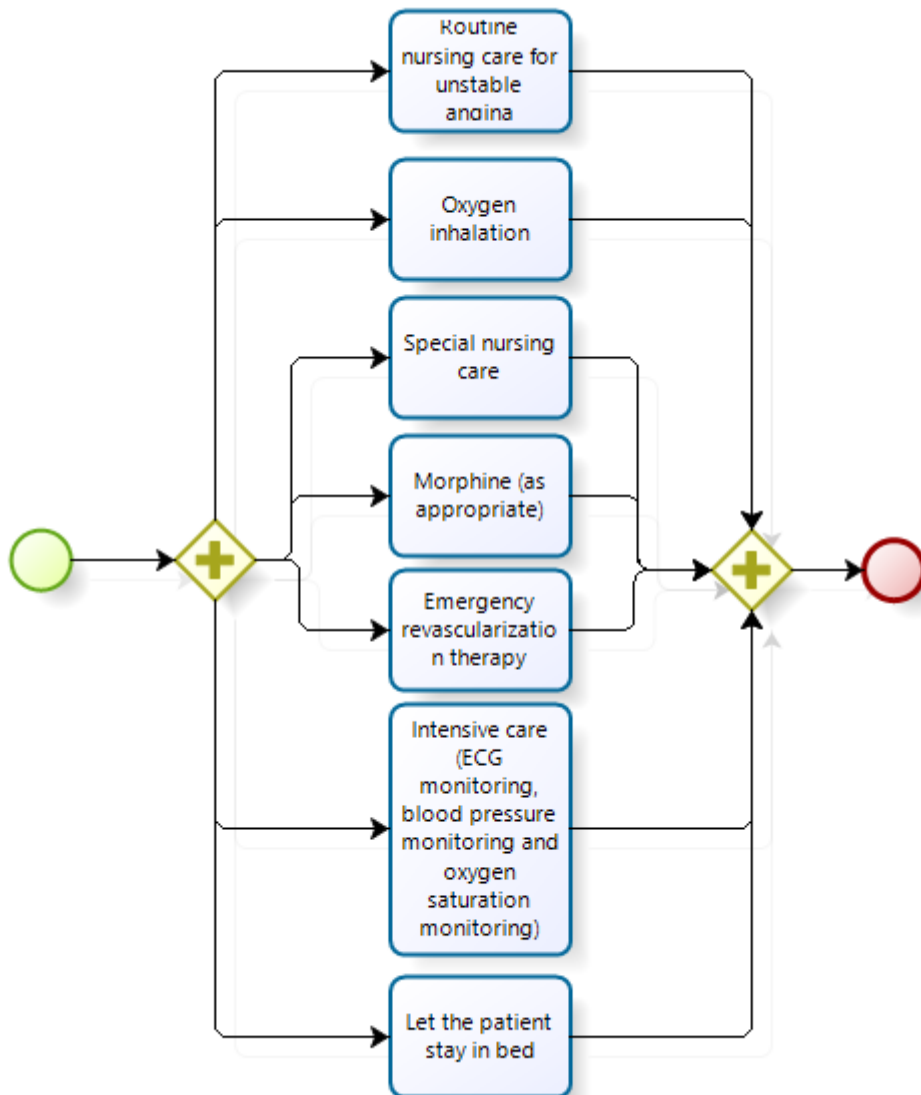 Routine
nursing care for
unstable
angina
Oxygen
inhalation
Special nursing
care
Morphine (as
appropriate)
Emergency
revascularizatio
n therapy
Intensive care
(ECG
monitoring,
blood pressure
monitoring and
oxygen
saturation
monitoring)
Let the patient
stay in bed